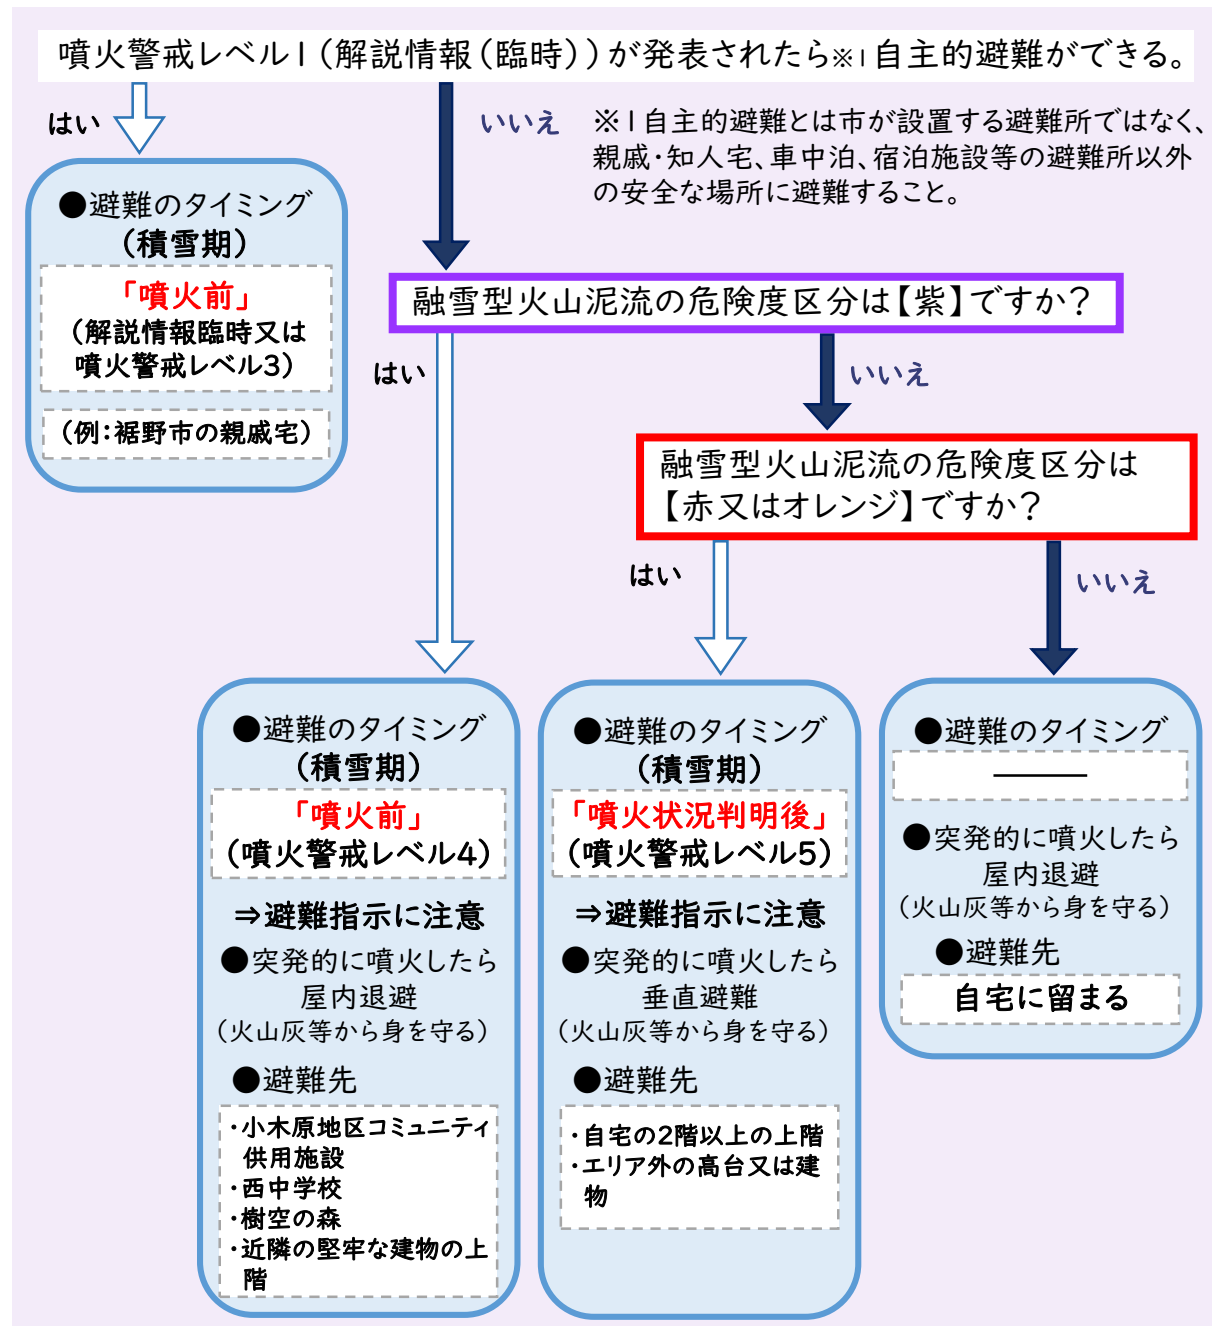 噴火警戒レベル1（解説情報（臨時））が発表されたら※1自主的避難ができる。
はい
いいえ
※1自主的避難とは市が設置する避難所ではなく、
親戚・知人宅、車中泊、宿泊施設等の避難所以外
の安全な場所に避難すること。
●避難のタイミング
（積雪期）
「噴火前」
（解説情報臨時又は
噴火警戒レベル3）
（例：裾野市の親戚宅）
融雪型火山泥流の危険度区分は【紫】ですか？
はい
いいえ
融雪型火山泥流の危険度区分は
【赤又はオレンジ】ですか？
はい
いいえ
●避難のタイミング
（積雪期）
「噴火前」
（噴火警戒レベル4）
⇒避難指示に注意
●突発的に噴火したら
屋内退避
（火山灰等から身を守る）
●避難先
・小木原地区コミュニティ
供用施設
・西中学校
・樹空の森
・近隣の堅牢な建物の上
階
●避難のタイミング
（積雪期）
「噴火状況判明後」
（噴火警戒レベル5）
⇒避難指示に注意
●突発的に噴火したら
垂直避難
（火山灰等から身を守る）
●避難先
・自宅の2階以上の上階
・エリア外の高台又は建
物
●避難のタイミング
―――
●突発的に噴火したら
屋内退避
（火山灰等から身を守る）
●避難先
自宅に留まる